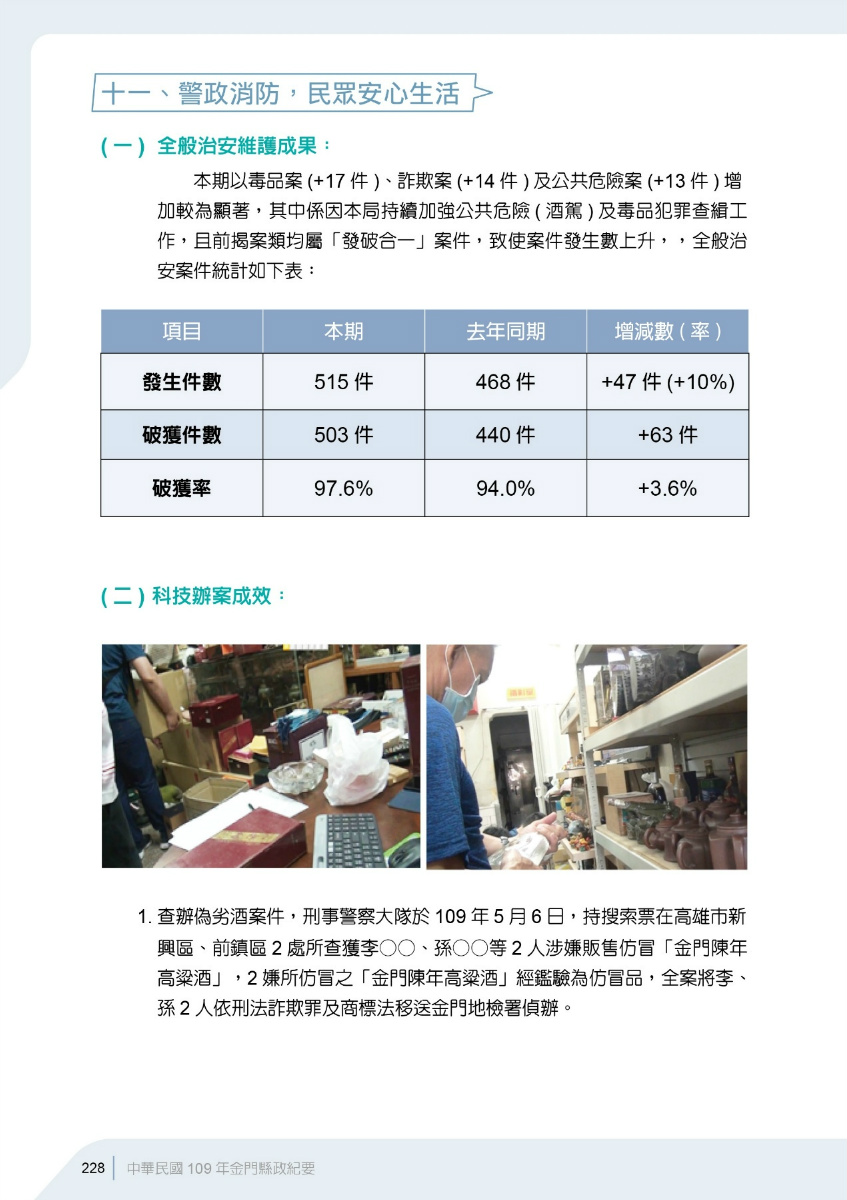 十一、警政消防，民眾安心生活
( 一 ) 全般治安維護成果：
本期以毒品案 (+17 件 )、詐欺案 (+14 件 ) 及公共危險案 (+13 件 ) 增
加較為顯著，其中係因本局持續加強公共危險 ( 酒駕 ) 及毒品犯罪查緝工
作，且前揭案類均屬「發破合一」案件，致使案件發生數上升，，全般治
安案件統計如下表：
項目 本期 去年同期 增減數 ( 率 )
發生件數 515 件 468 件 +47 件 (+10%)
破獲件數 503 件 440 件 +63 件
破獲率 97.6% 94.0% +3.6%
( 二 ) 科技辦案成效：
1. 查辦偽劣酒案件，刑事警察大隊於 109 年 5 月 6 日，持搜索票在高雄市新
興區、前鎮區 2 處所查獲李○○、孫○○等 2 人涉嫌販售仿冒「金門陳年
高粱酒」，2 嫌所仿冒之「金門陳年高粱酒」經鑑驗為仿冒品，全案將李、
孫 2 人依刑法詐欺罪及商標法移送金門地檢署偵辦。
228 中華民國 109 年金門縣政紀要